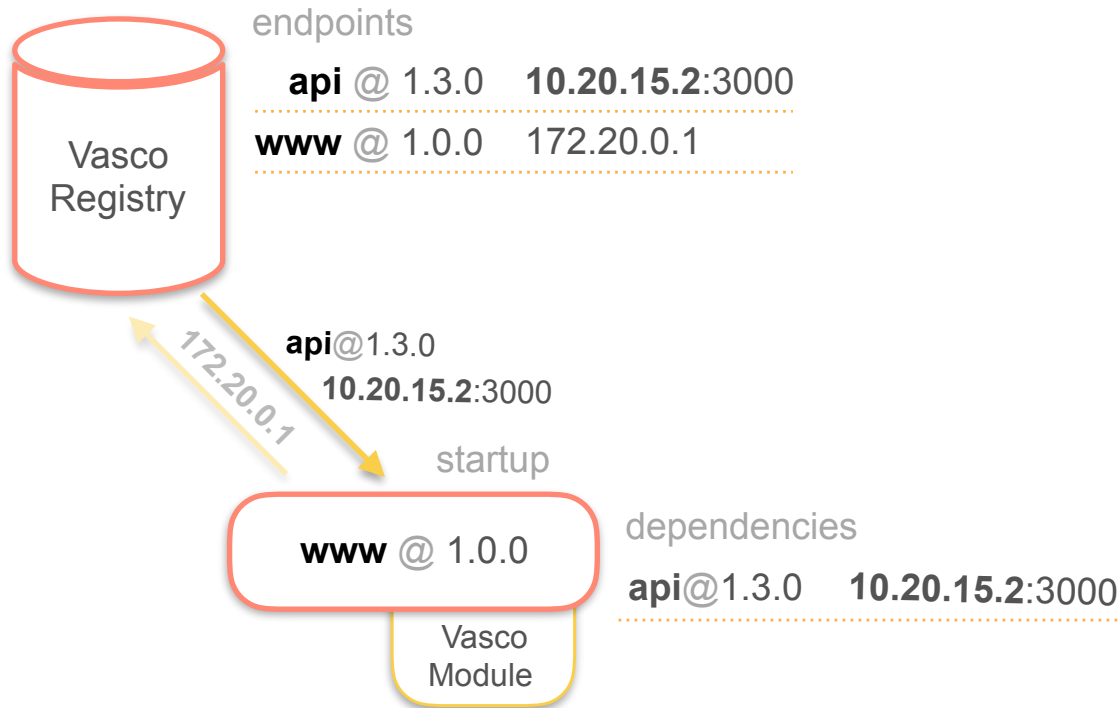 endpoints
api @ 1.3.0 10.20.15.2:3000
www @ 1.0.0 172.20.0.1
Vasco
Registry
172.20.0.1
api@1.3.0
10.20.15.2:3000
startup
www @ 1.0.0
dependencies
api@1.3.0 10.20.15.2:3000
Vasco
Module